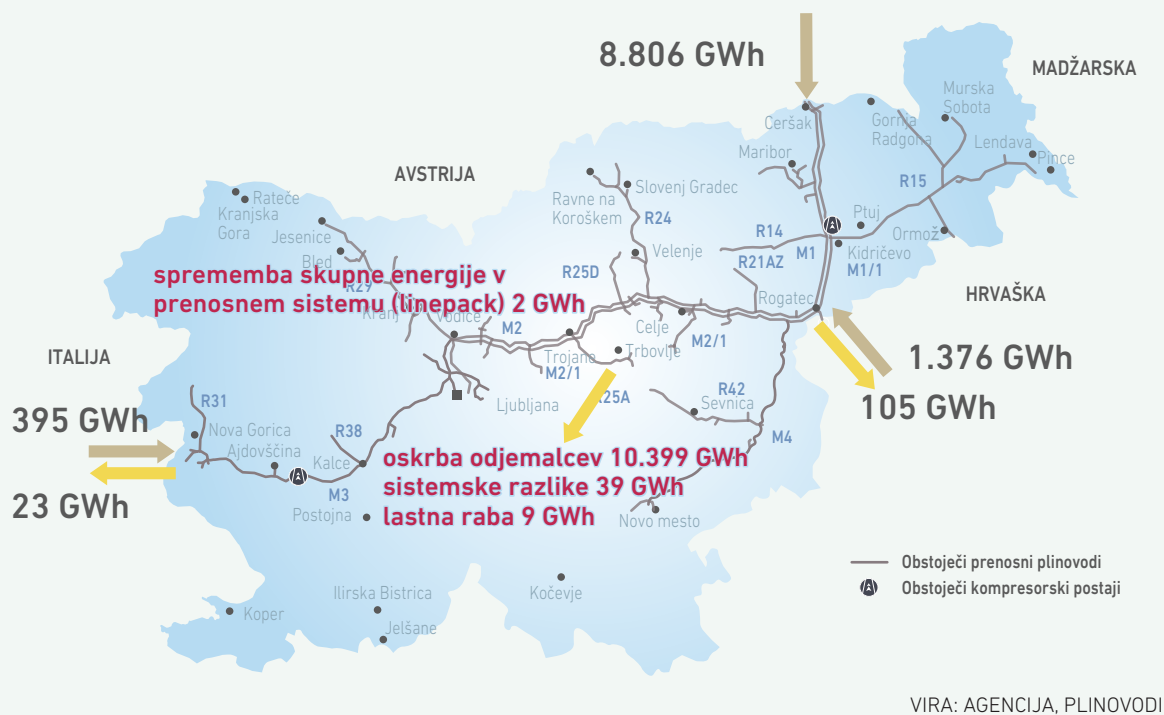 8.806 GWh
MADŽARSKA
Murska
Sobota
Ceršak
Gornja
Radgona
Lendava
Pince
Maribor
AVSTRIJA
R15
Rateče
Kranjska
Gora
Ravne na
Koroškem
Slovenj Gradec
R24
Ptuj
Jesenice
Bled
R14
Ormož
Velenje
M1
Kidričevo
M1/1
R25D
R21AZ
sprememba skupne energije v
prenosnem sistemu (linepack) 2 GWh
R29
Kranj
Vodice
Rogatec
HRVAŠKA
M2
Celje
M2/1
ITALIJA
Trojane
M2/1
Trbovlje
1.376 GWh
R31
R25A
R42
Ljubljana
Sevnica
105 GWh
395 GWh
Nova Gorica
R38
M4
Ajdovščina
Kalce
oskrba odjemalcev 10.399 GWh
sistemske razlike 39 GWh
lastna raba 9 GWh
M3
23 GWh
Postojna
Novo mesto
Obstoječi prenosni plinovodi
Obstoječi kompresorski postaji
Ilirska Bistrica
Kočevje
Koper
Jelšane
VIRA: AGENCIJA, PLINOVODI